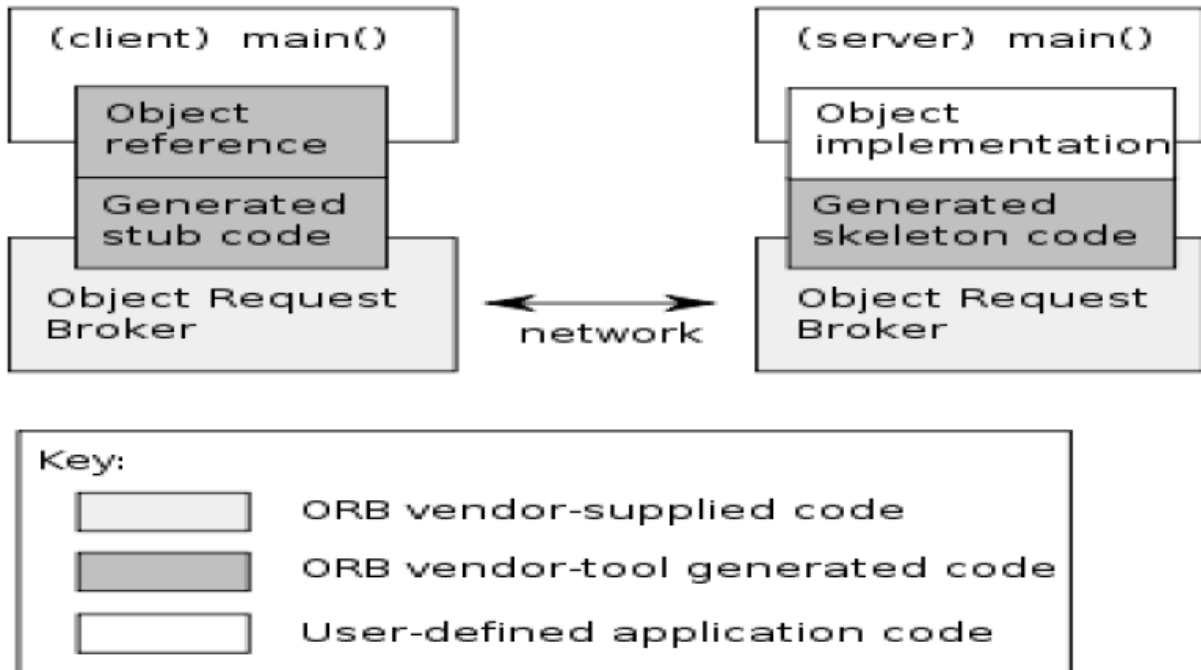 (client) main()
Object
reference
Generated
stub code
Object Request
Broker
network
(server) main()
Object
implementation
Generated
skeleton code
Object Request
Broker
Key:
ORB vendor-supplied code
ORB vendor-tool generated code
User-defined application code